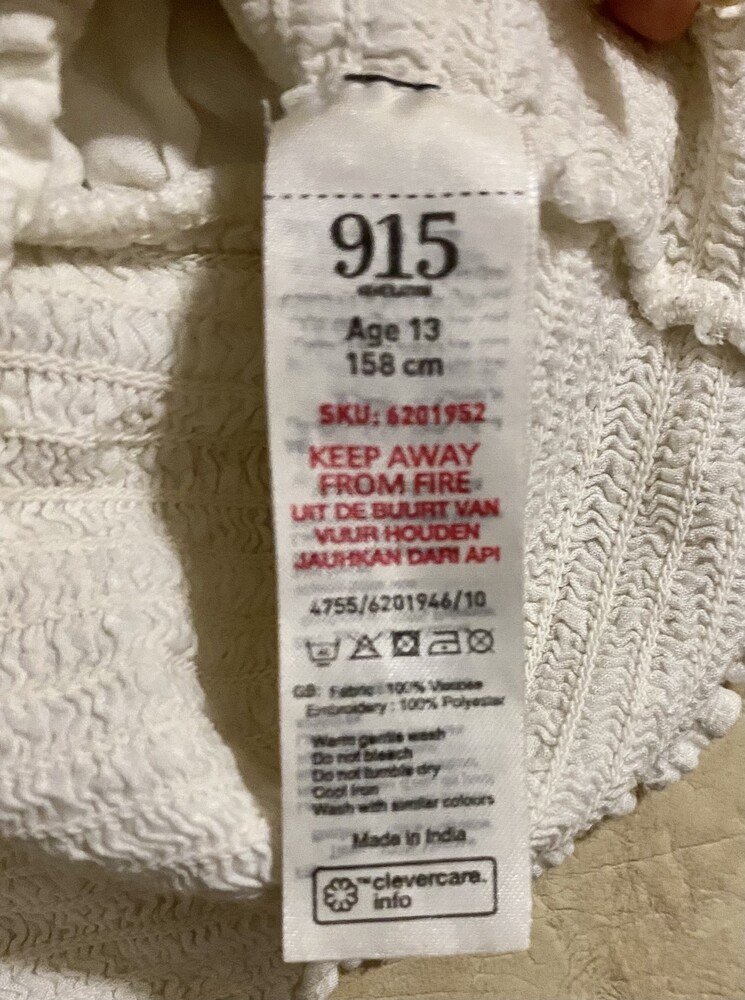 915
Age 13
158 cm
SKU: 6201952
KEEP AWAY
FROM FIRE
UIT DE BUURT VAN
VUUR HOUDEN
JAUHKAN DARI API
4755/6201946/10
GB: Fabric : 100% Viscose
Embroidery : 100% Polyester
Warm gentle wash
Do not bleach
Do not tumble dry
Cool Iron
Wash with similar colours
Made in India
™clevercare.
info